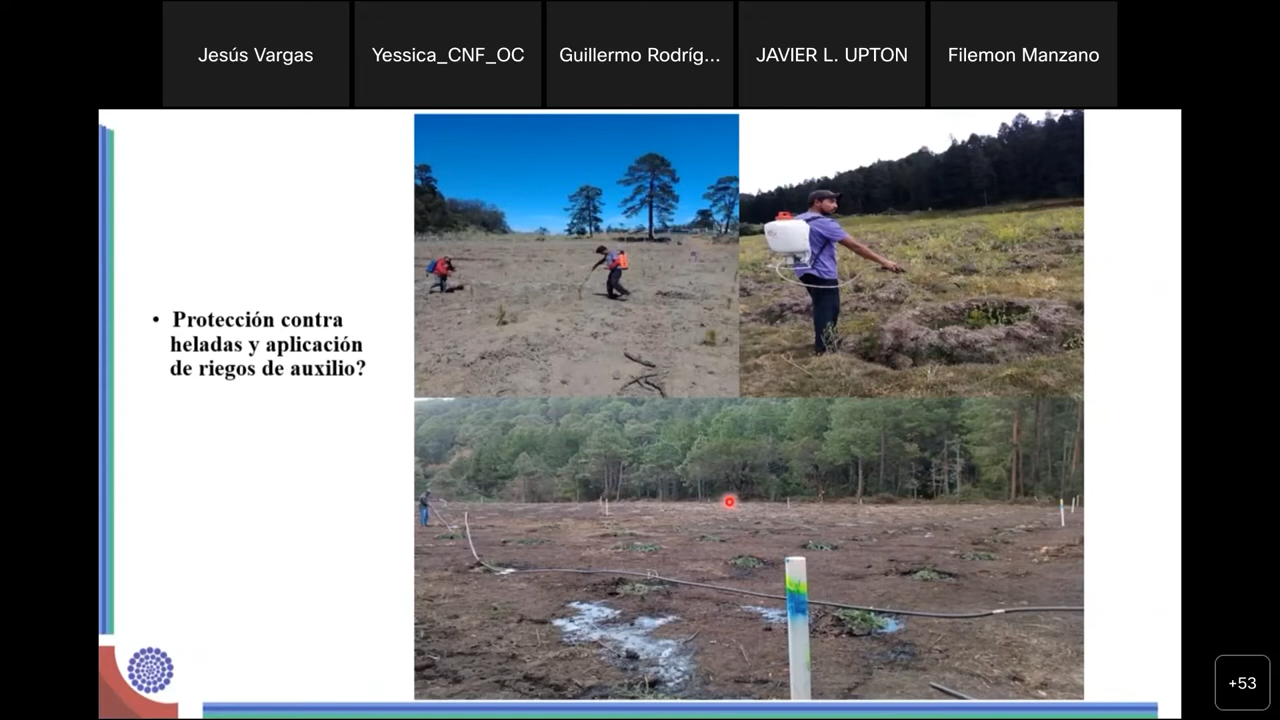 Jesús Vargas
Yessica_CNF_OC
Guillermo Rodríg...
JAVIER L. UPTON
Filemon Manzano
• Protección contra
heladas y aplicación
de riegos de auxilio?
+53